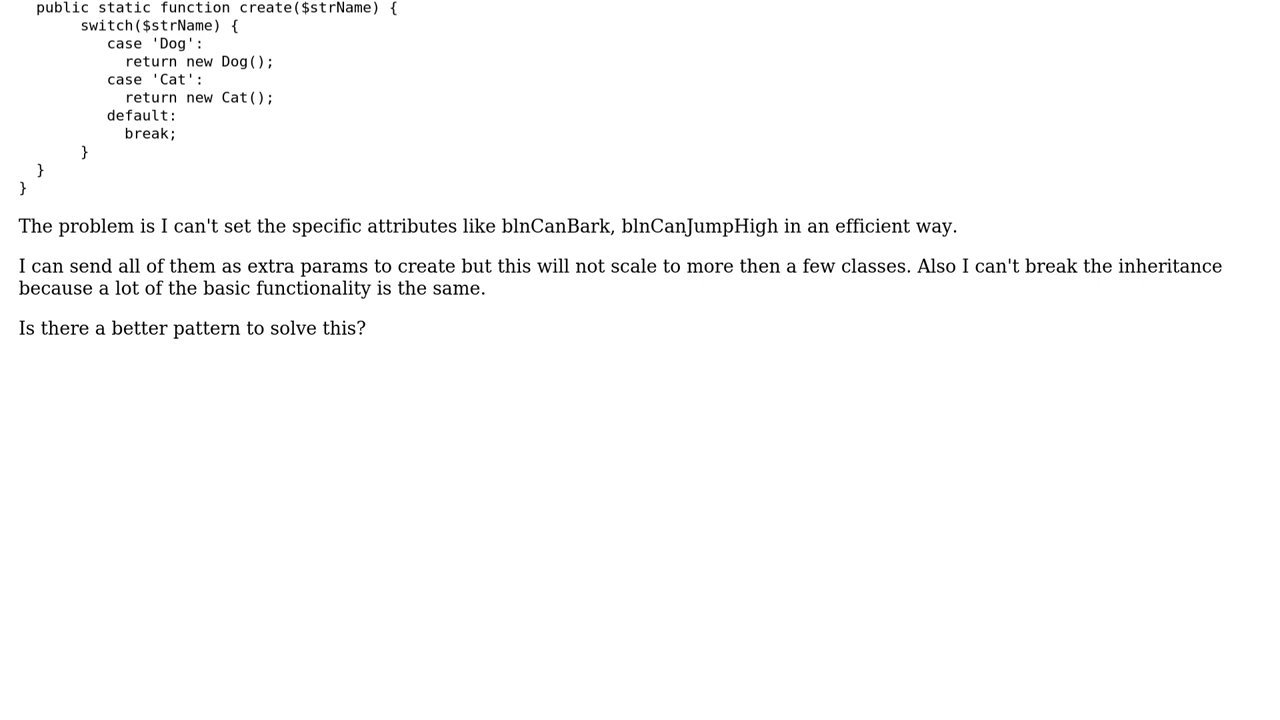 public static function create($strName) {
switch($strName) {
case 'Dog':
return new Dog();
case 'Cat':
return new Cat();
default:
break;
}
}
}
The problem is I can't set the specific attributes like blnCanBark, blnCanJumpHigh in an efficient way.
I can send all of them as extra params to create but this will not scale to more then a few classes. Also I can't break the inheritance
because a lot of the basic functionality is the same.
Is there a better pattern to solve this?